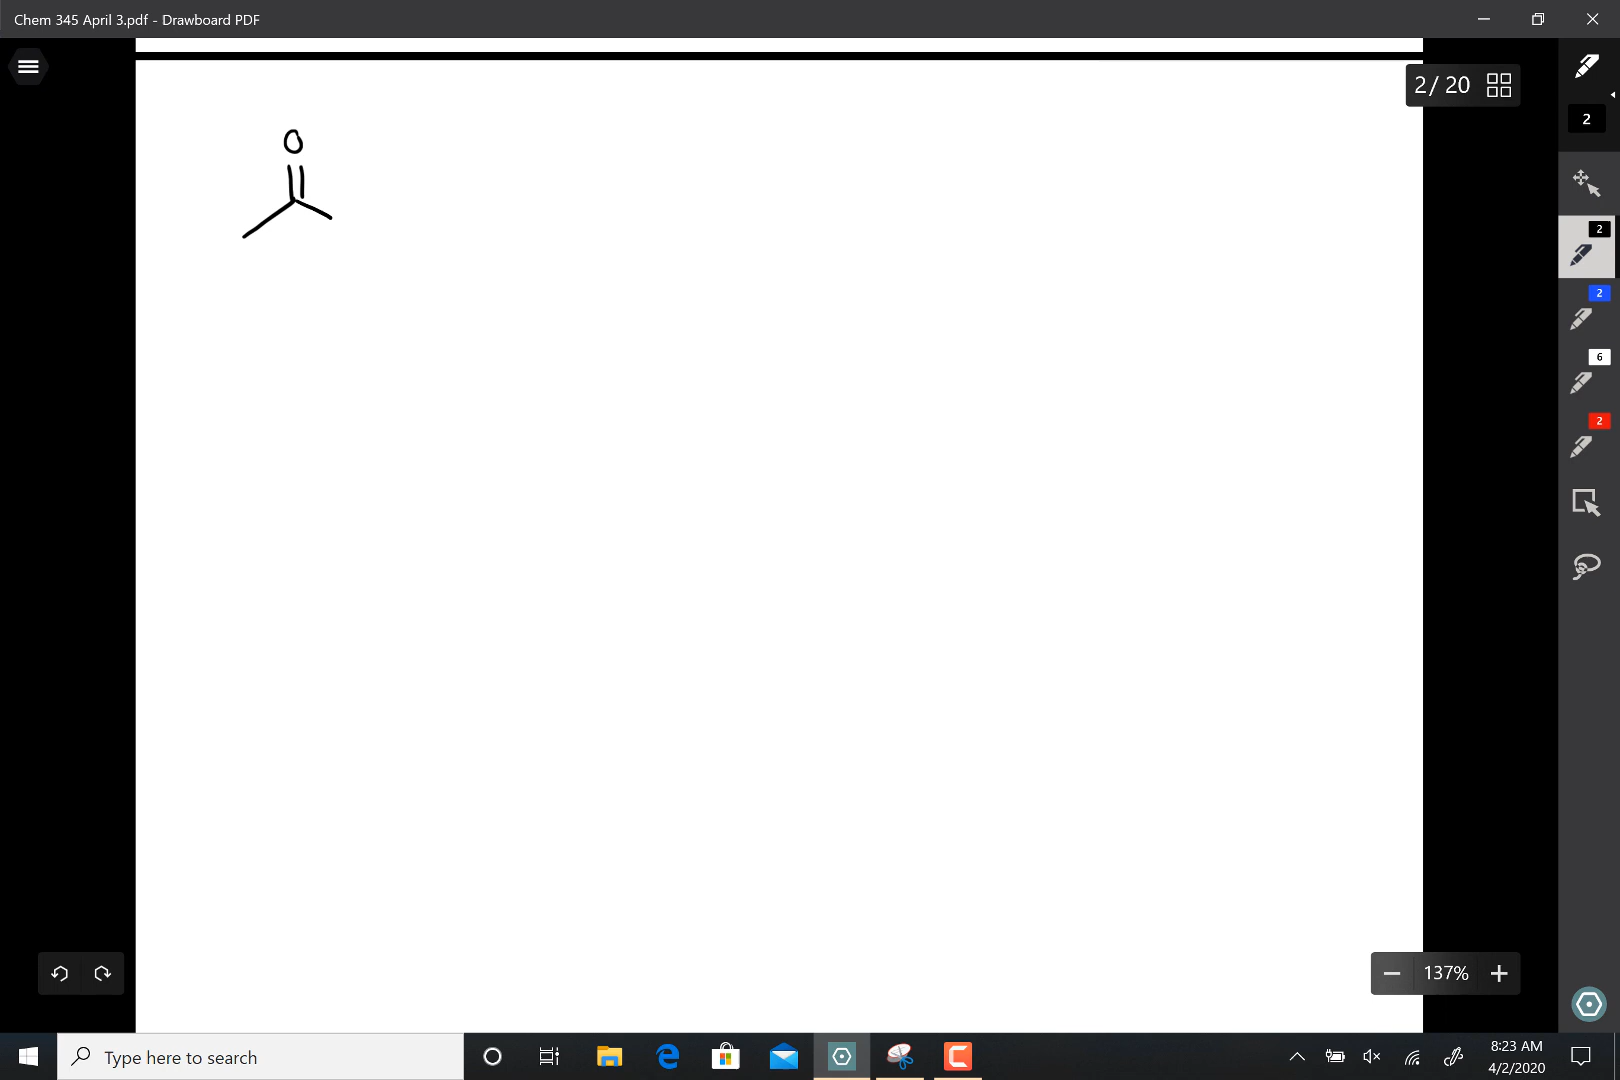 Chem 345 April 3.pdf - Drawboard PDF
2 / 20
2
O
2
2
6
2
137%
Type here to search
8:23 AM
4/2/2020